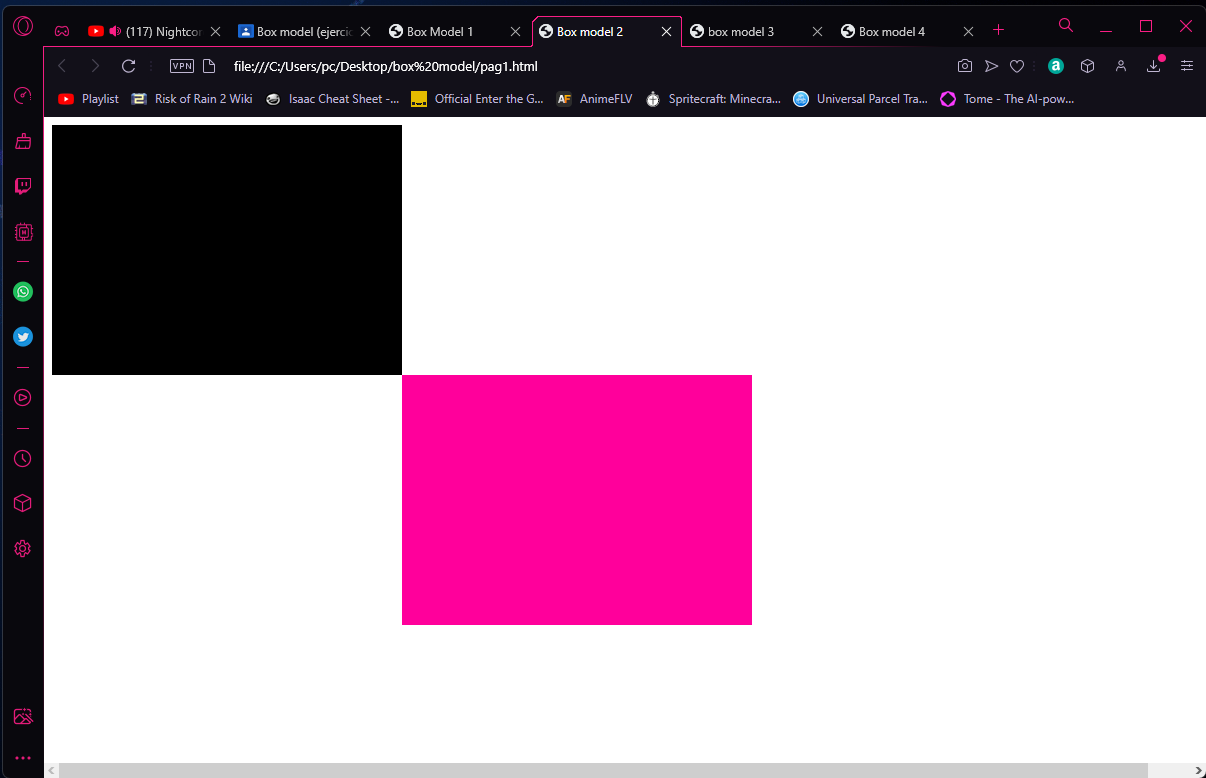 (117) Nightcor
Box model (ejercic
Box Model 1
Box model 2
box model 3
Box model 4
VPN
file:///C:/Users/pc/Desktop/box%20model/pag1.html
a
Playlist
Risk of Rain 2 Wiki
Isaac Cheat Sheet -...
Official Enter the G...
AF AnimeFLV
Spritecraft: Minecra...
Universal Parcel Tra...
Tome - The AI-pow...